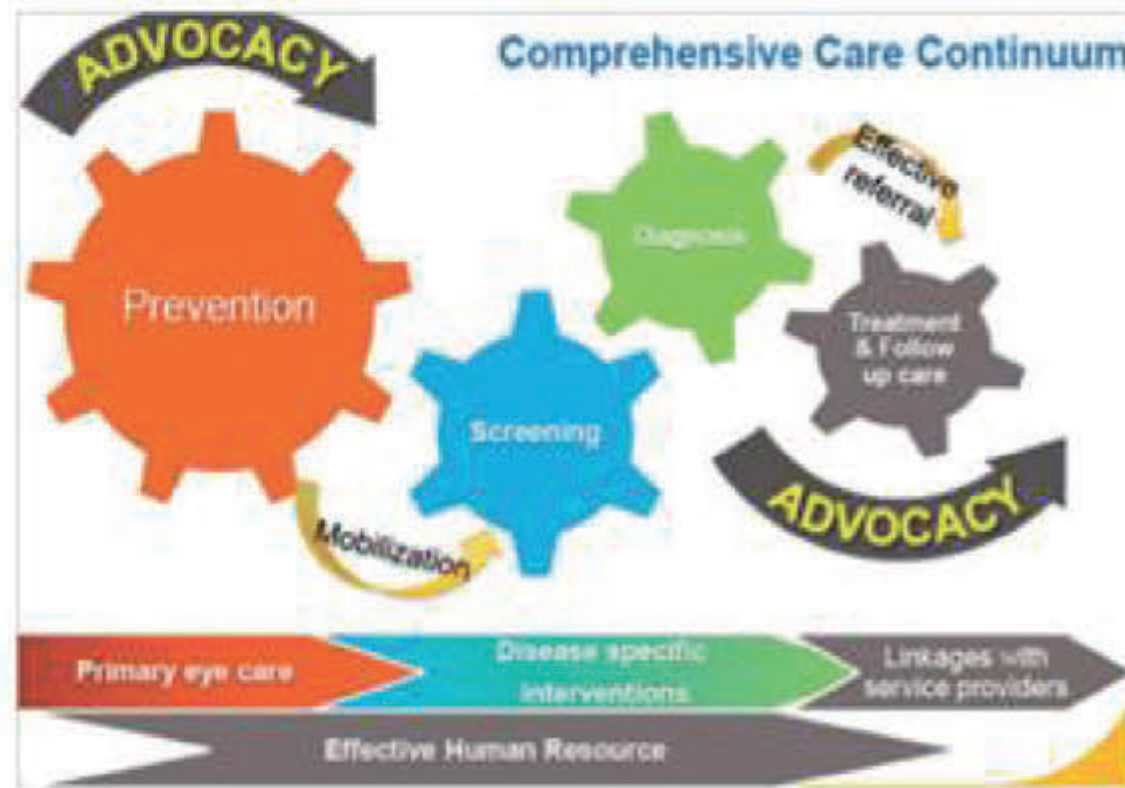 ADVOCACY
Comprehensive Care Continuum
Prevention
Mobilization
Screening
Diagnosis
Effective
referral
Treatment
& Follow
up care
ADVOCACY
Primary eye care
Disease specific
interventions
Linkages with
service providers
Effective Human Resource